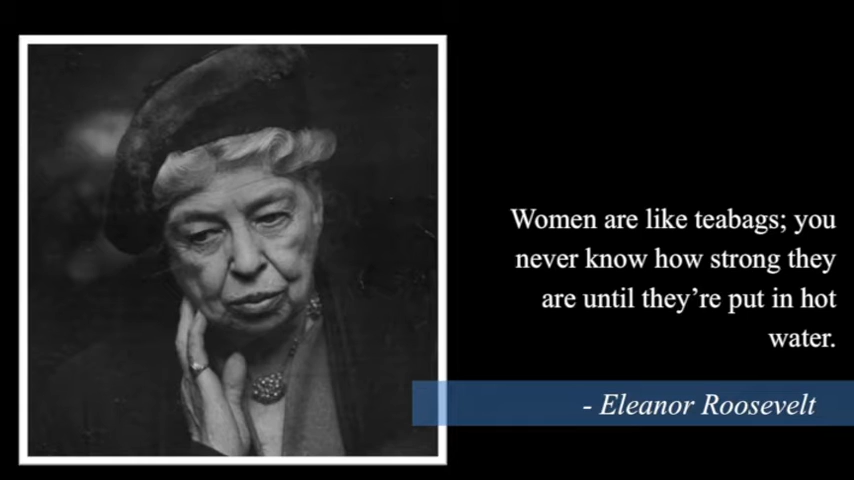 Women are like teabags; you
never know how strong they
are until they’re put in hot
water.
- Eleanor Roosevelt